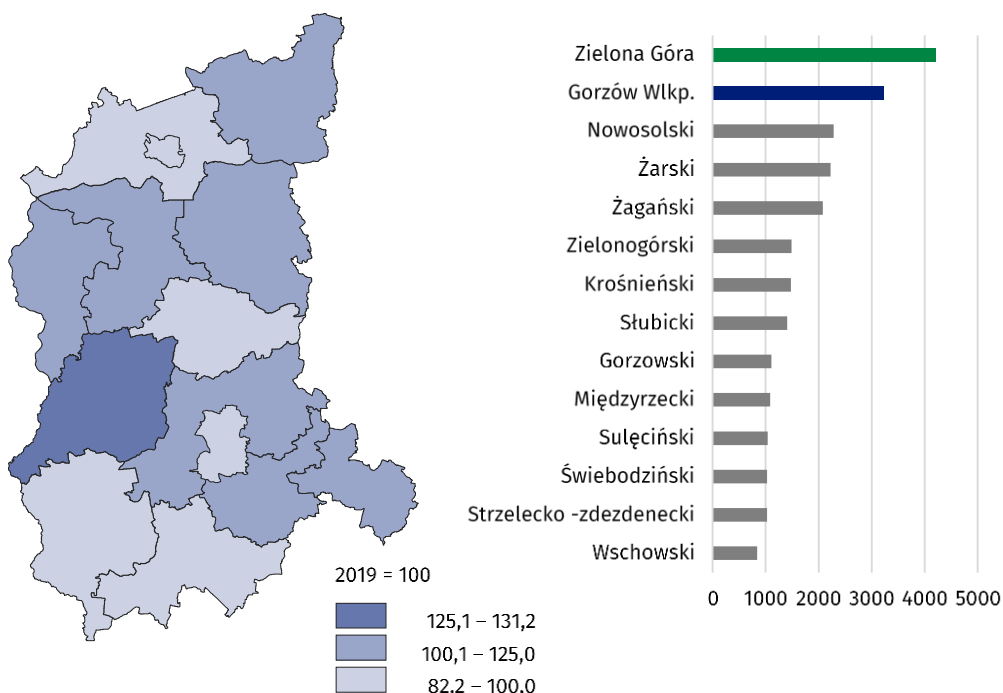 Zielona Góra
Gorzów Wlkp.
Nowosolski
Żarski
Żagański
Zielonogórski
Krośnieński
Słubicki
Gorzowski
Międzyrzecki
Sulęciński
Świebodziński
Strzelecko -zdezdenecki
Wschowski
0 1000 2000 3000 4000 5000
2019 = 100
125,1 – 131,2
100,1 – 125,0
82,2 – 100,0